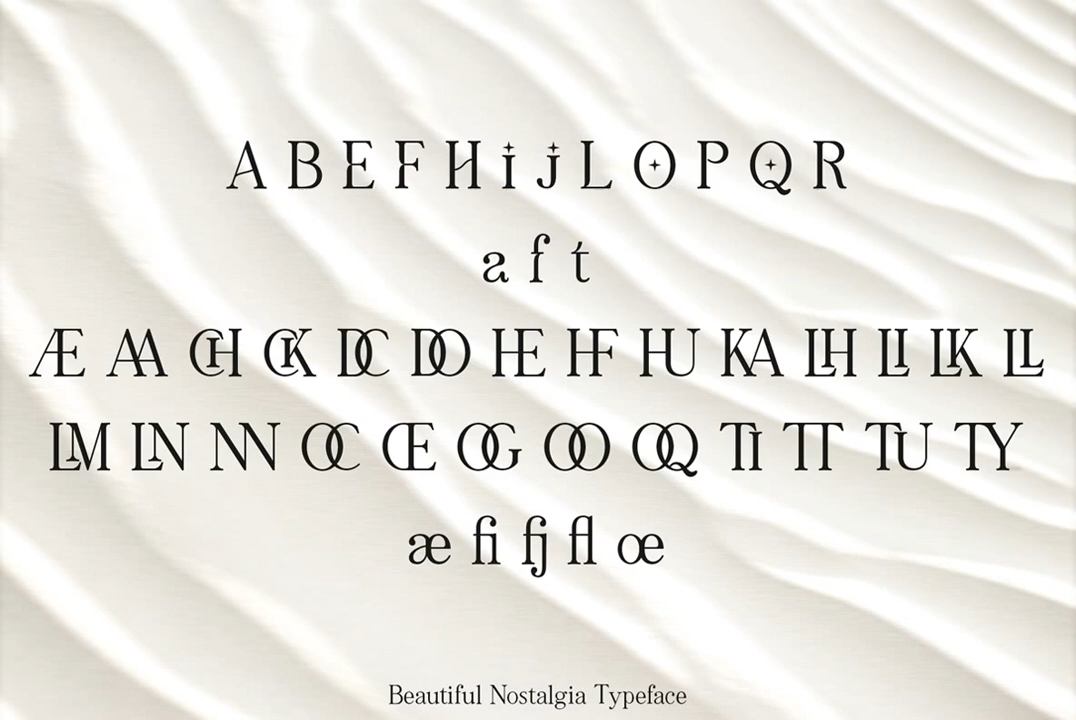 A B E F H i j L O P Q R
a f t
Æ AA CH CK DC DO HE HF HU KA LH LI LK LL
LM LN NN OC Œ OG OO OQ TI TT TU TY
æ fi fj fl œ
Beautiful Nostalgia Typeface